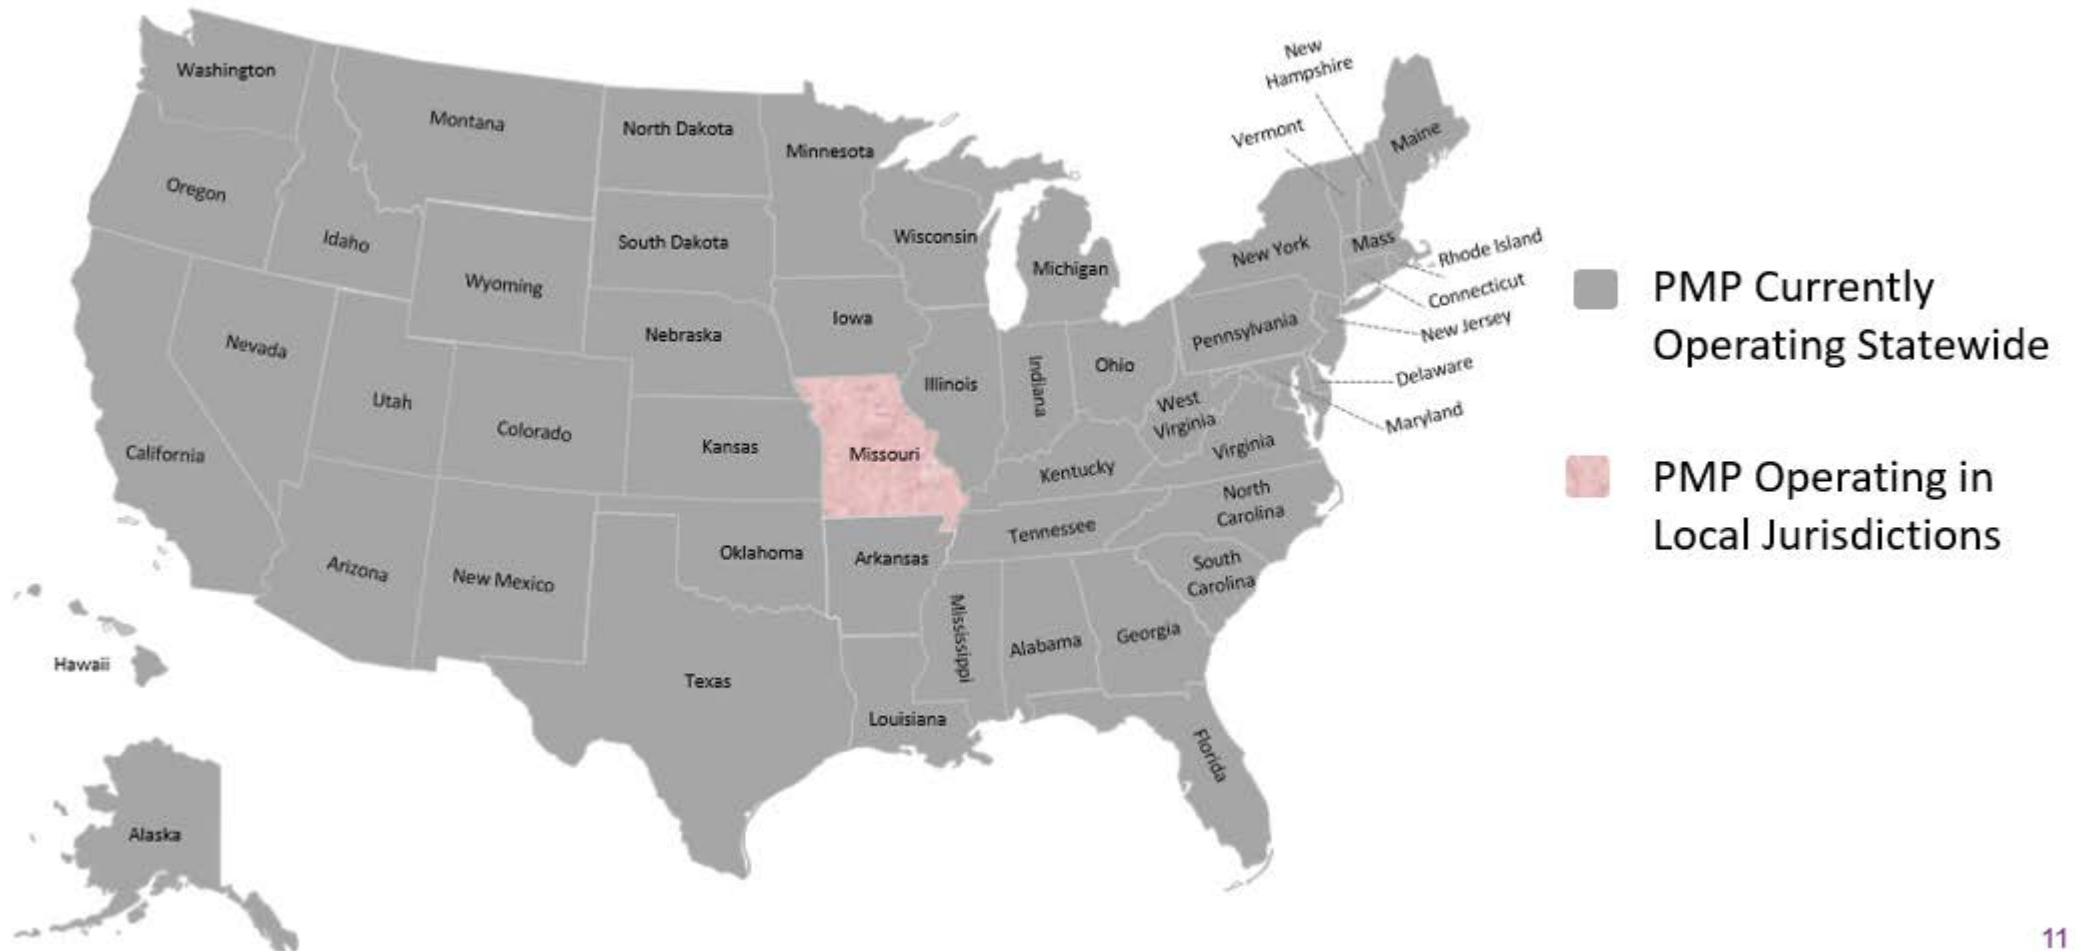 New
Hampshire
Washington
Montana
North Dakota
Minnesota
Vermont
Maine
Oregon
Idaho
Wyoming
South Dakota
Wisconsin
Michigan
New York
Mass
Rhode Island
Connecticut
New Jersey
Pennsylvania
Delaware
Maryland
Nevada
Utah
Colorado
Nebraska
Iowa
Illinois
Indiana
Ohio
West
Virginia
Virginia
California
Kansas
Missouri
Kentucky
North
Carolina
Tennessee
South
Carolina
Arizona
New Mexico
Oklahoma
Arkansas
Mississippi
Alabama
Georgia
Hawaii
Texas
Louisiana
Florida
Alaska
PMP Currently
Operating Statewide
PMP Operating in
Local Jurisdictions
11